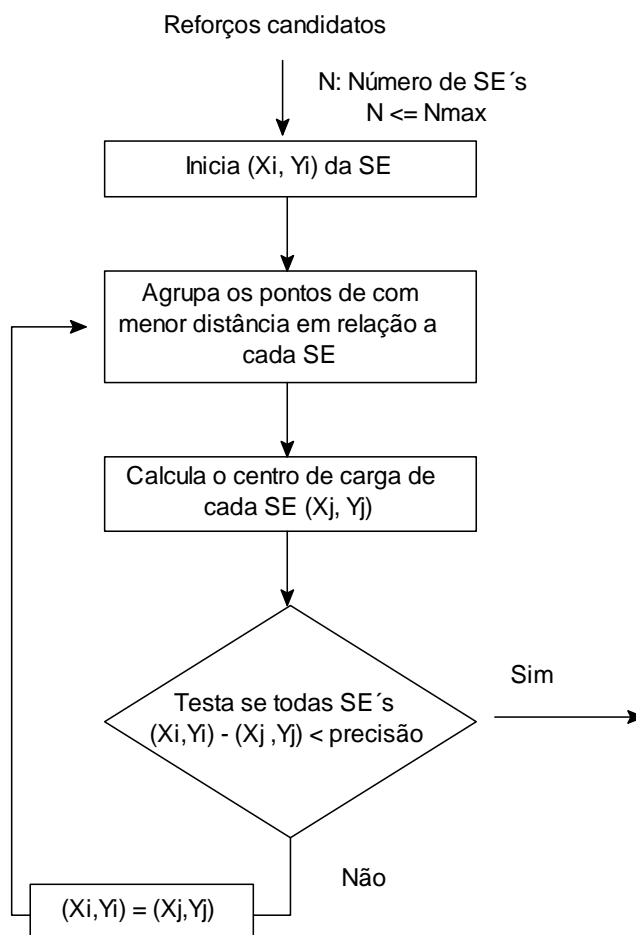 Reforços candidatos
N: Número de SE´s
N <= Nmax
Inicia (Xi, Yi) da SE
Agrupa os pontos de com
menor distância em relação a
cada SE
Calcula o centro de carga de
cada SE (Xj, Yj)
Testa se todas SE´s
(Xi,Yi) - (Xj ,Yj) < precisão
Sim
Não
(Xi,Yi) = (Xj,Yj)